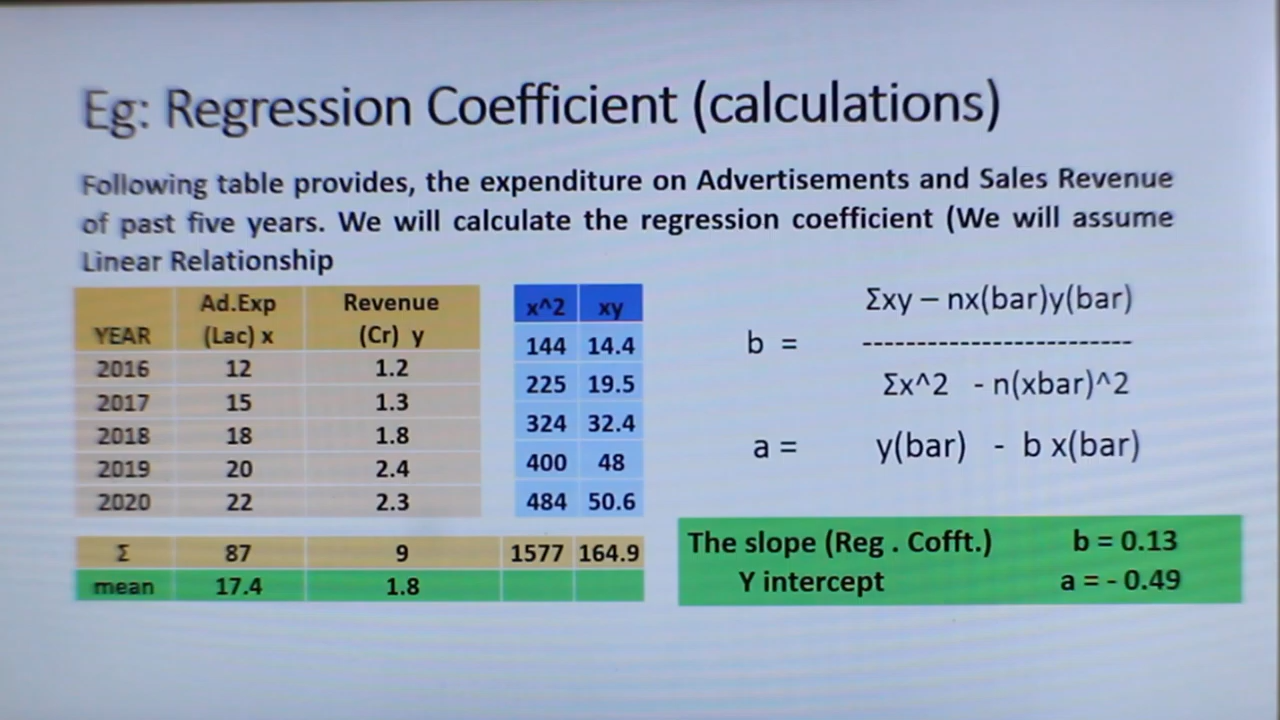 Eg: Regression Coefficient (calculations)
Following table provides, the expenditure on Advertisements and Sales Revenue
of past five years. We will calculate the regression coefficient (We will assume
Linear Relationship
YEAR Ad.Exp (Lac) x Revenue (Cr) y x^2 xy
2016 12 1.2 144 14.4
2017 15 1.3 225 19.5
2018 18 1.8 324 32.4
2019 20 2.4 400 48
2020 22 2.3 484 50.6
Σ 87 9 1577 164.9
mean 17.4 1.8
Σxy – nx(bar)y(bar)
b = ------------------------
Σx^2 - n(xbar)^2
a = y(bar) - b x(bar)
The slope (Reg . Cofft.) b = 0.13
Y intercept a = - 0.49